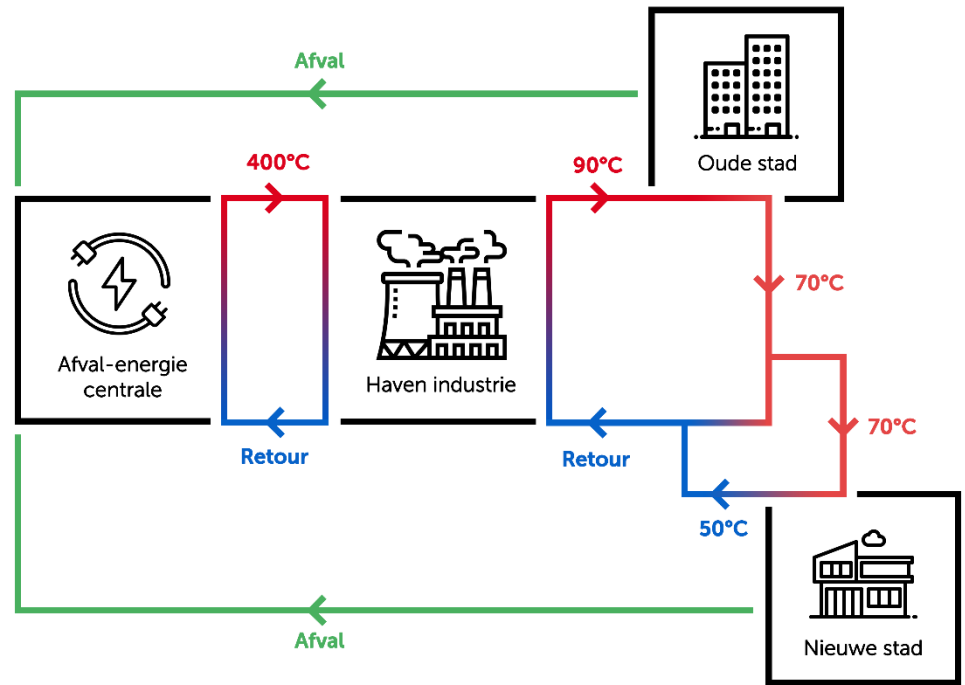 Afval
Oude stad
400°C
90°C
70°C
Afval-energie
centrale
Haven industrie
70°C
Retour
Retour
50°C
Afval
Nieuwe stad